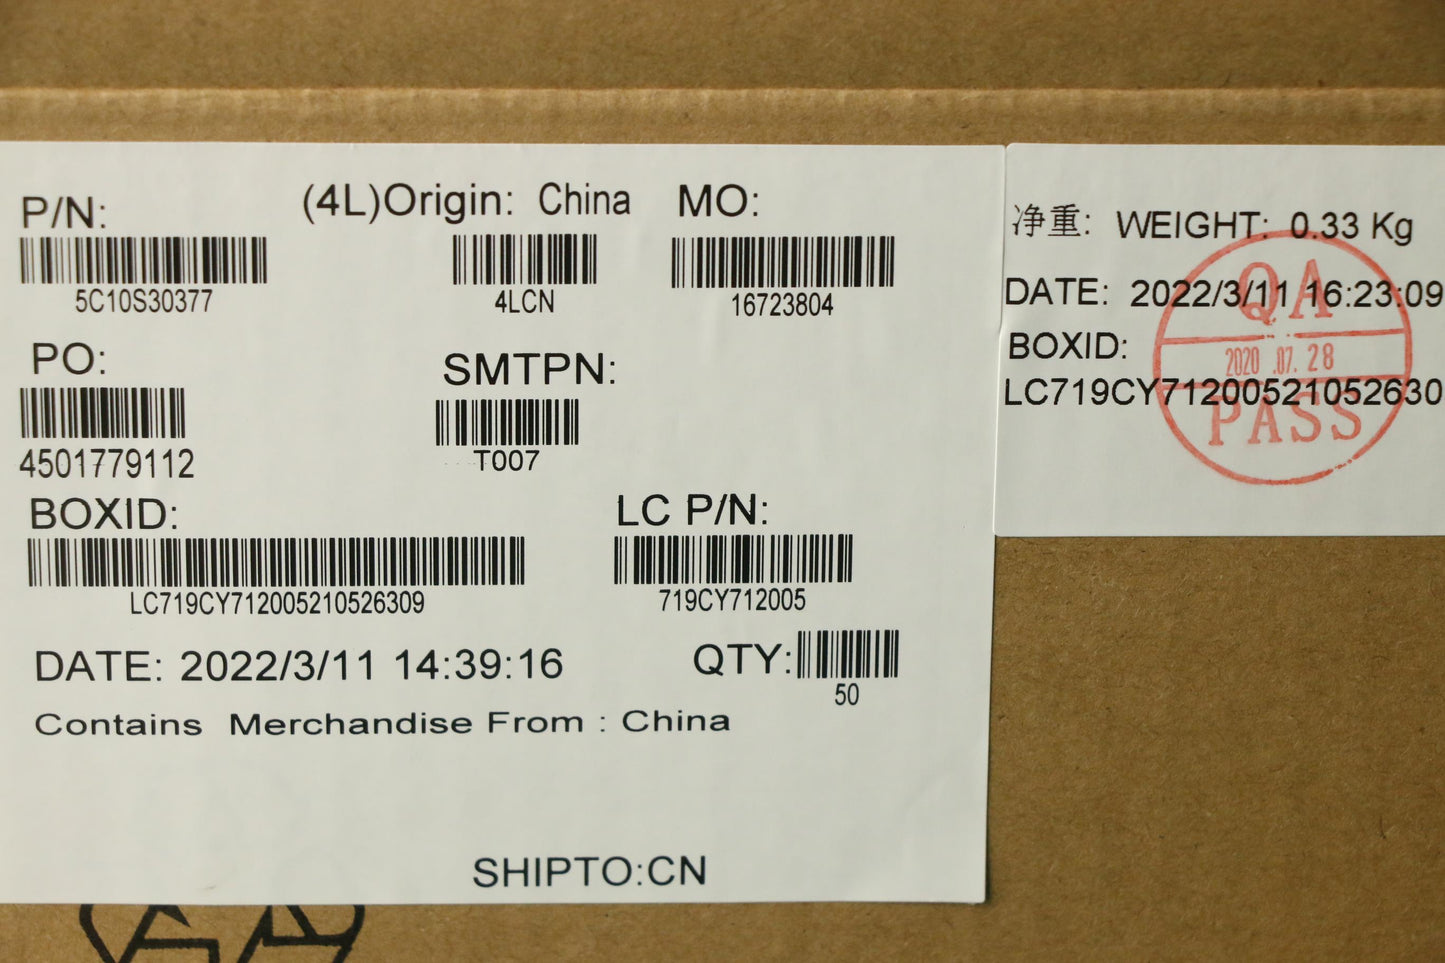 P/N:
5C10S30377
(4L)Origin: China
4LCN
MO:
16723804
PO:
4501779112
SMTPN:
T007
BOXID:
LC719CY712005210526309
LC P/N:
719CY712005
DATE: 2022/3/11 14:39:16
QTY:
50
Contains Merchandise From : China
SHIPTO:CN
净重: WEIGHT: 0.33 Kg
DATE: 2022/3/11 16:23:09
BOXID:
LC719CY71200521052630
QA
2020 .07. 28
PASS